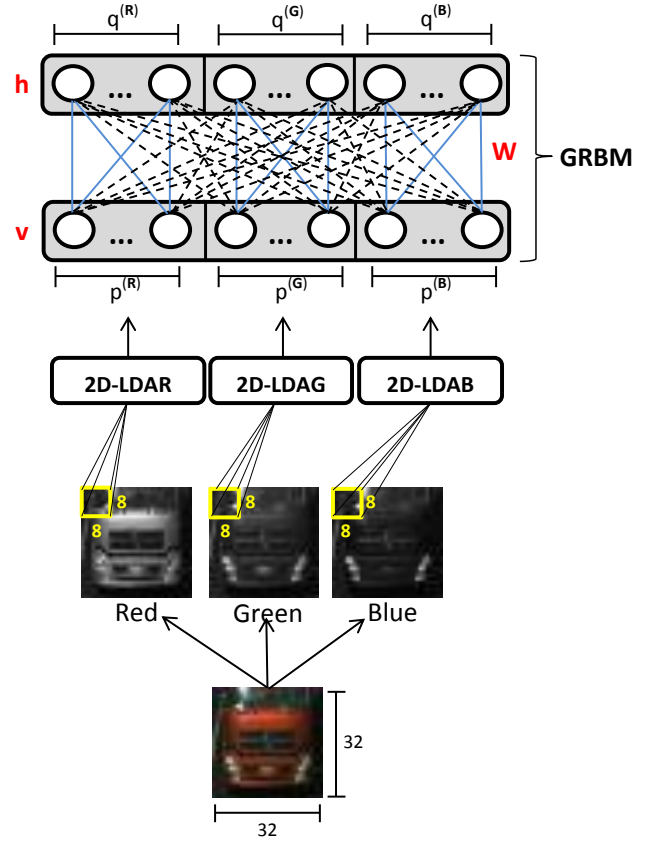 q(R) q(G) q(B)
h ... ... ...
W GRBM
v ... ... ...
p(R) p(G) p(B)
2D-LDAR 2D-LDAG 2D-LDAB
8 8 8
8 8 8
Red Green Blue
32
32